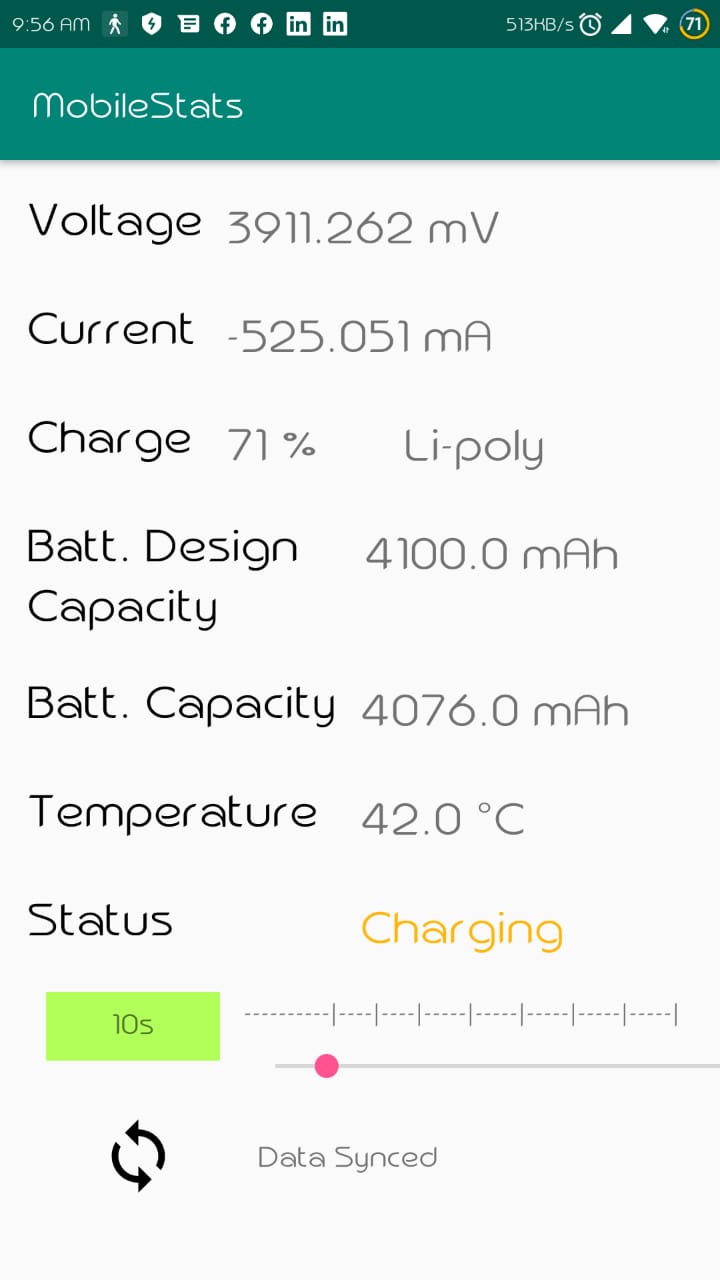 9:56 AM 513KB/s 71
MobileStats
Voltage 3911.262 mV
Current -525.051 mA
Charge 71 % Li-poly
Batt. Design 4100.0 mAh
Capacity
Batt. Capacity 4076.0 mAh
Temperature 42.0 °C
Status Charging
10s ----------|----|----|-----|-----|-----|-----|-----|
Data Synced